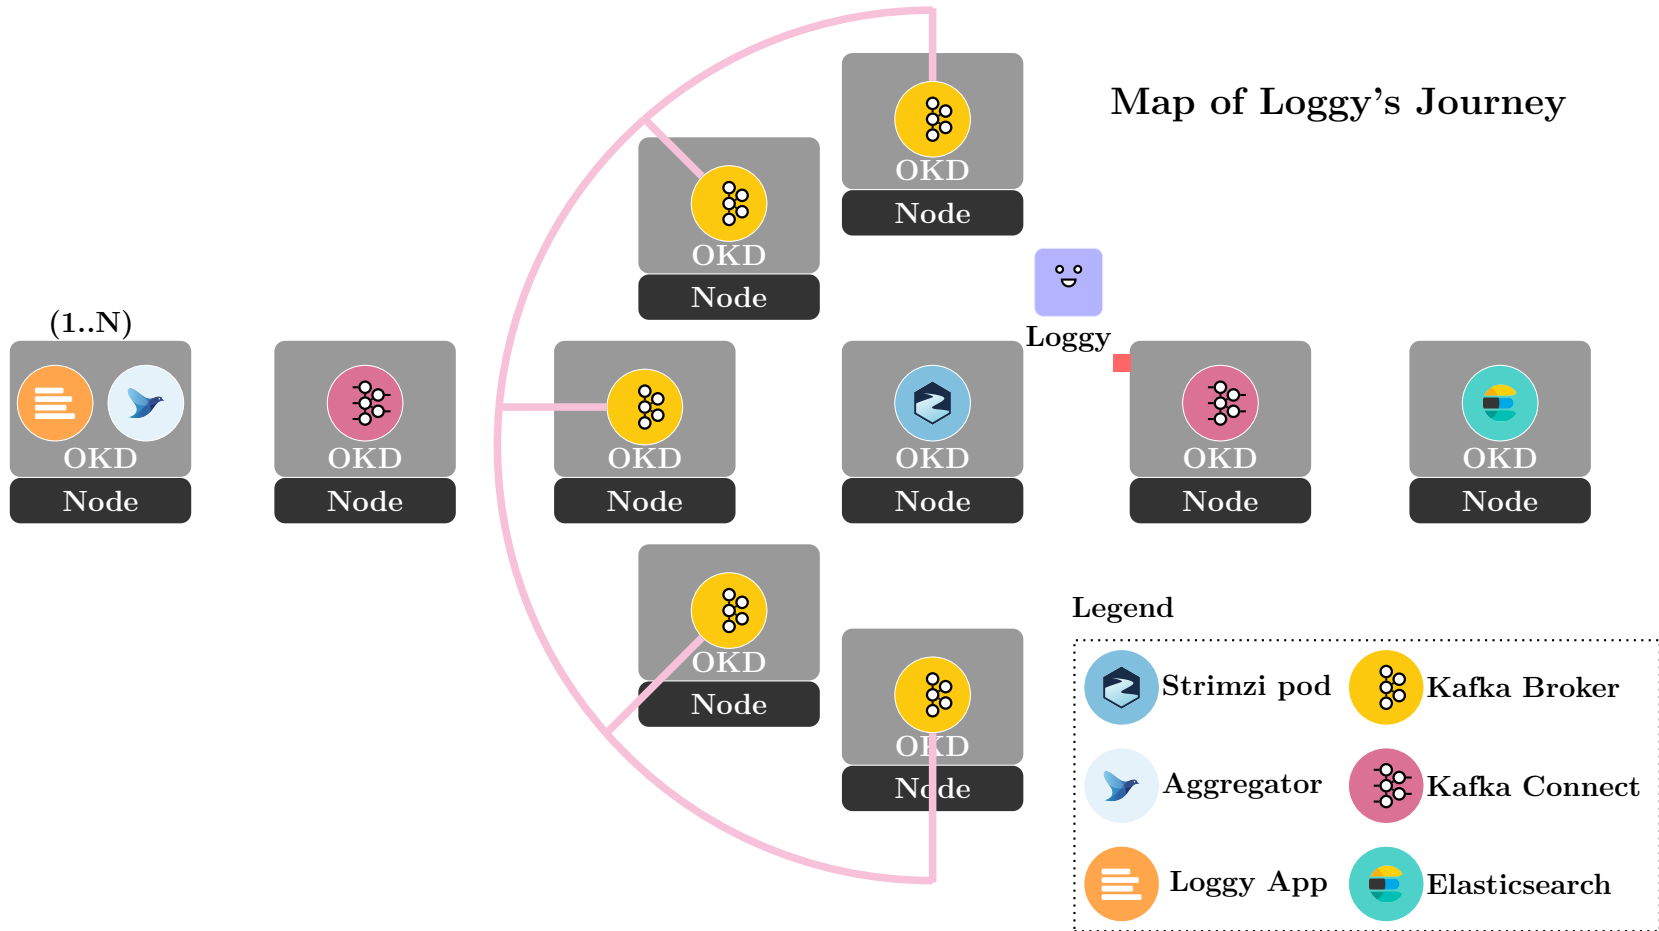 Map of Loggy's Journey
OKD
Node
OKD
Node
Loggy
(1..N)
OKD
Node
OKD
Node
OKD
Node
OKD
Node
OKD
Node
OKD
Node
OKD
Node
OKD
Node
Legend
Strimzi pod
Kafka Broker
Aggregator
Kafka Connect
Loggy App
Elasticsearch